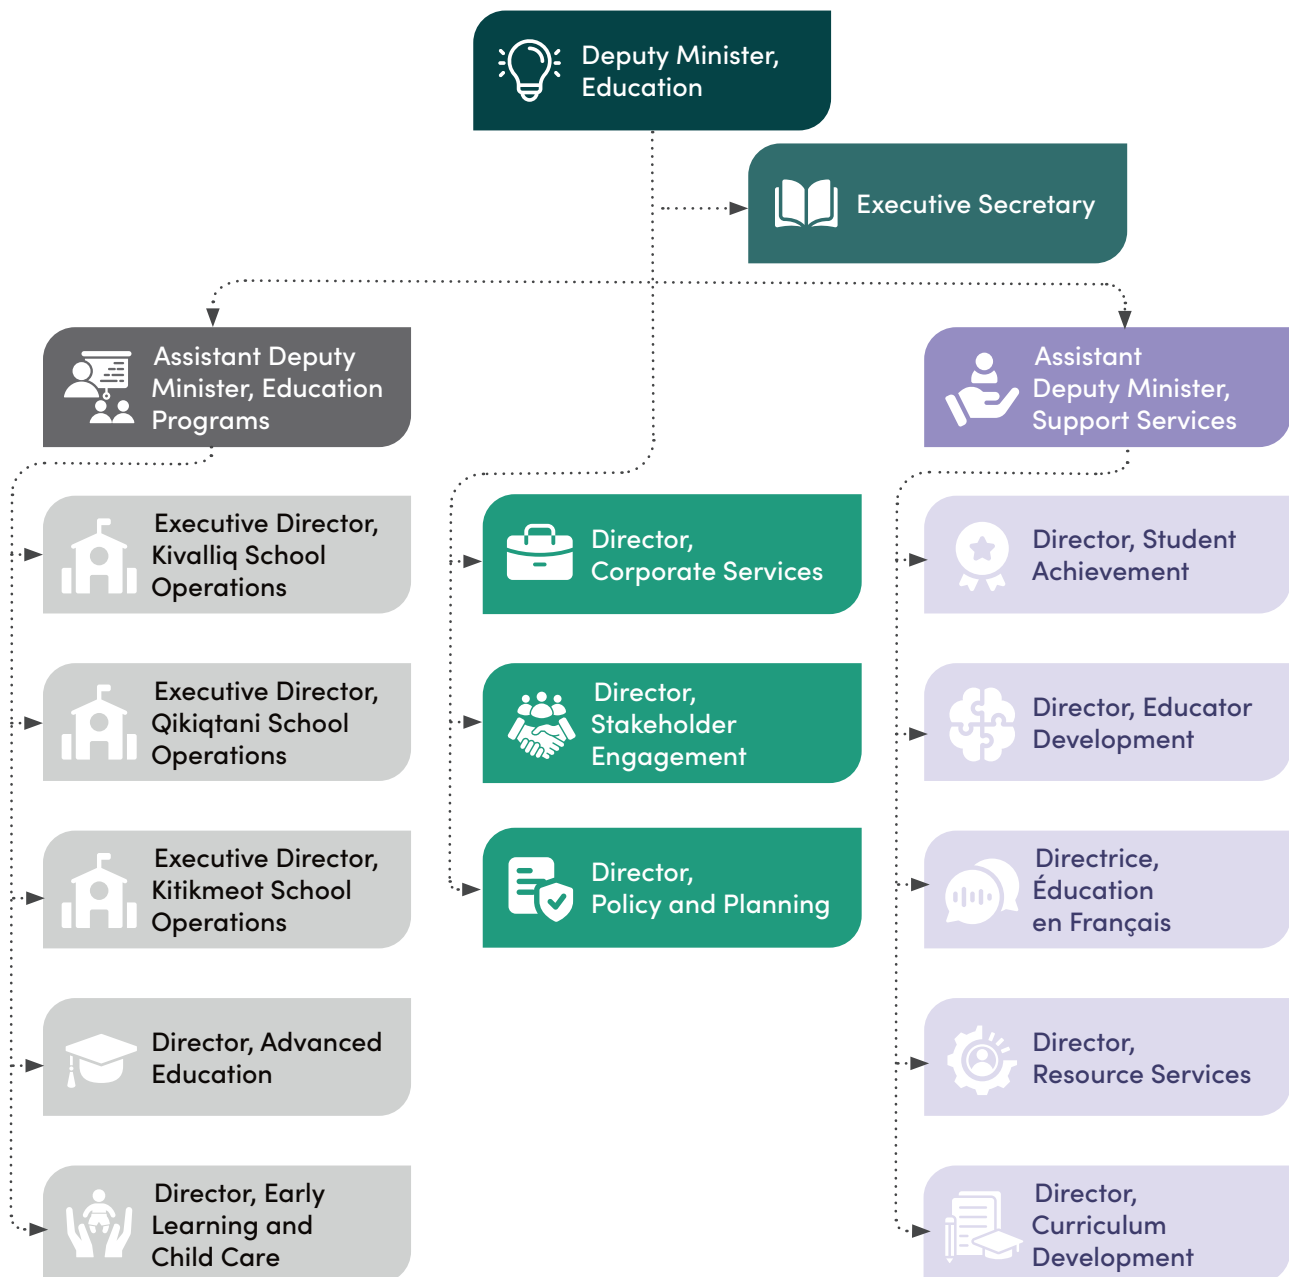 Deputy Minister,
Education
Executive Secretary
Assistant Deputy
Minister, Education
Programs
Executive Director,
Kivalliq School
Operations
Executive Director,
Qikiqtani School
Operations
Executive Director,
Kitikmeot School
Operations
Director, Advanced
Education
Director, Early
Learning and
Child Care
Director,
Corporate Services
Director,
Stakeholder
Engagement
Director,
Policy and Planning
Assistant
Deputy Minister,
Support Services
Director, Student
Achievement
Director, Educator
Development
Directrice,
Éducation
en Français
Director,
Resource Services
Director,
Curriculum
Development